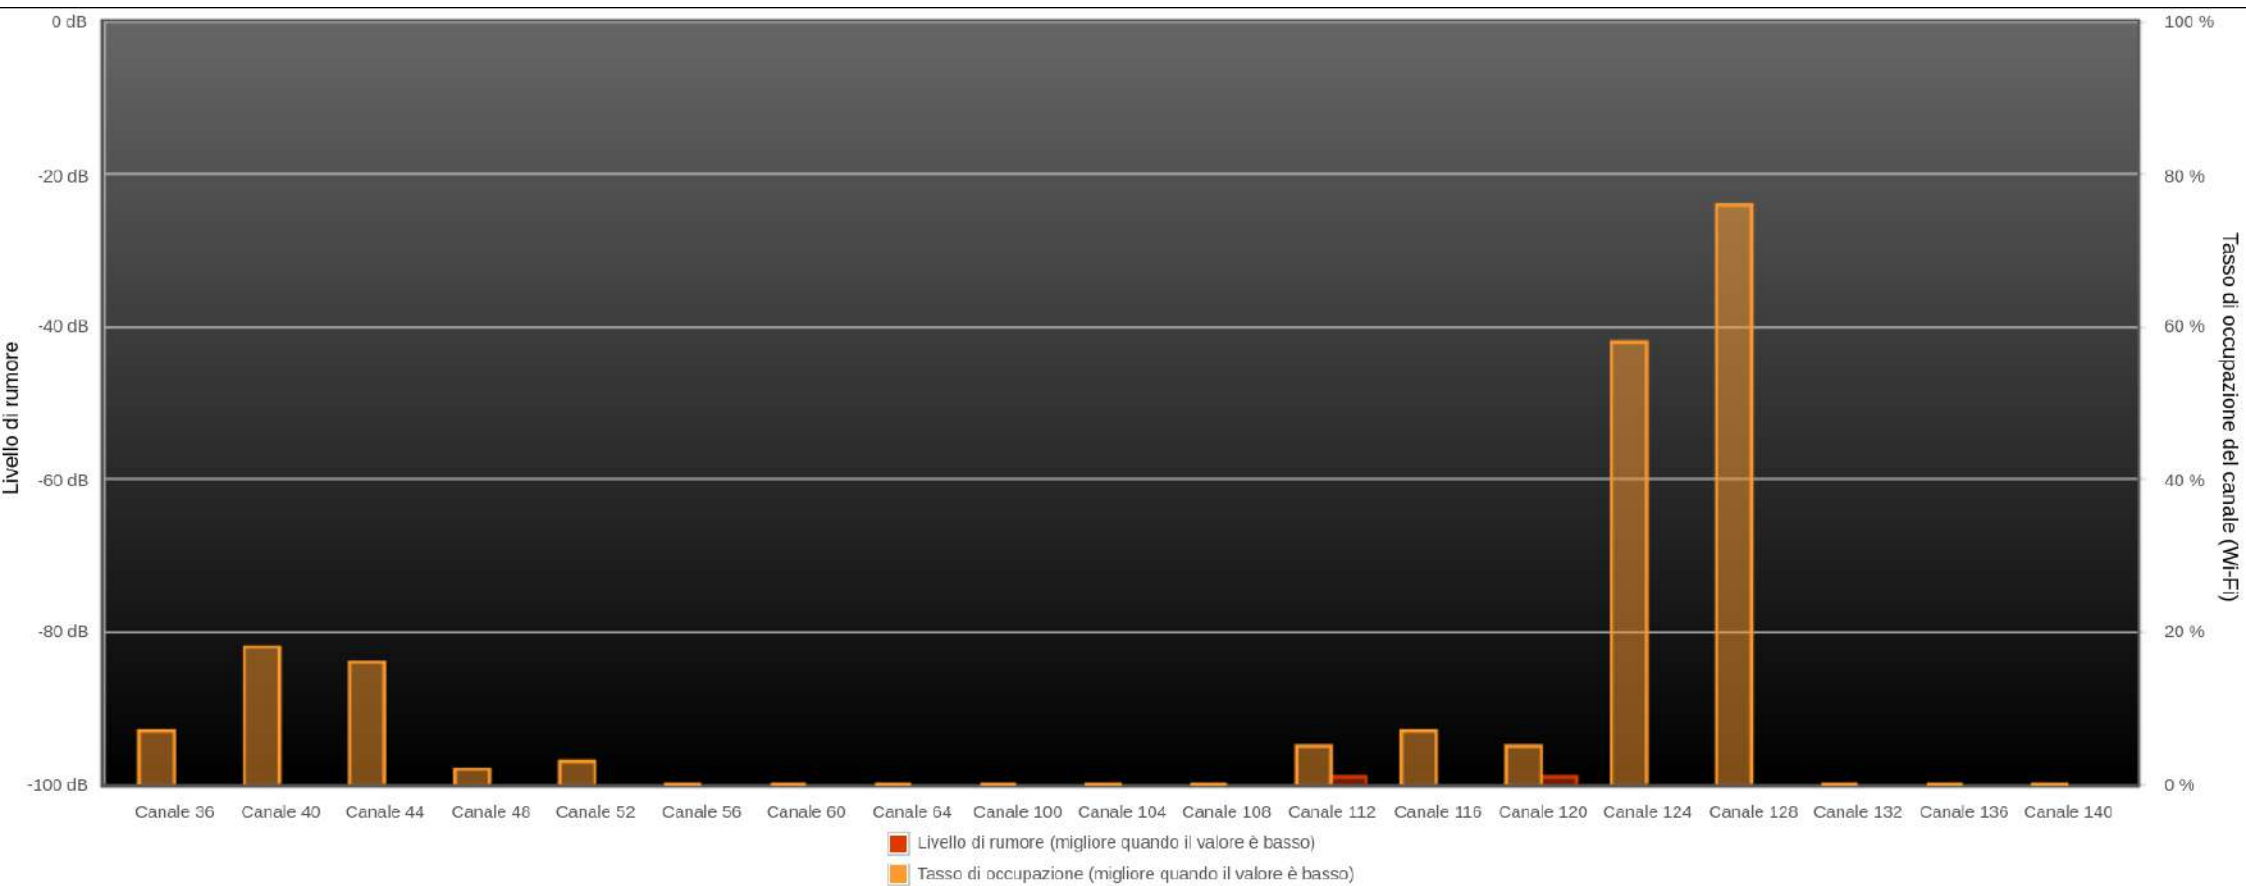 0 dB
100 %
-20 dB
80 %
-40 dB
60 %
-60 dB
40 %
-80 dB
20 %
-100 dB
0 %
Livello di rumore
Tasso di occupazione del canale (Wi-Fi)
Canale 36 Canale 40 Canale 44 Canale 48 Canale 52 Canale 56 Canale 60 Canale 64 Canale 100 Canale 104 Canale 108 Canale 112 Canale 116 Canale 120 Canale 124 Canale 128 Canale 132 Canale 136 Canale 140
Livello di rumore (migliore quando il valore è basso)
Tasso di occupazione (migliore quando il valore è basso)